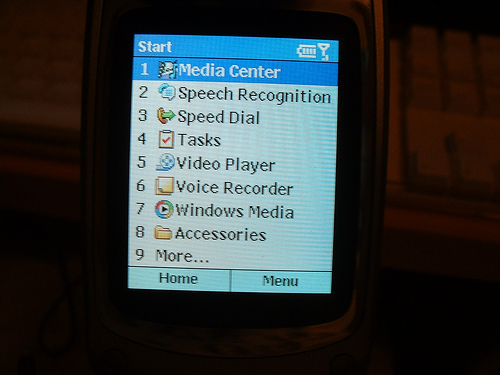 Start
1 Media Center
2 Speech Recognition
3 Speed Dial
4 Tasks
5 Video Player
6 Voice Recorder
7 Windows Media
8 Accessories
9 More...
Home Menu